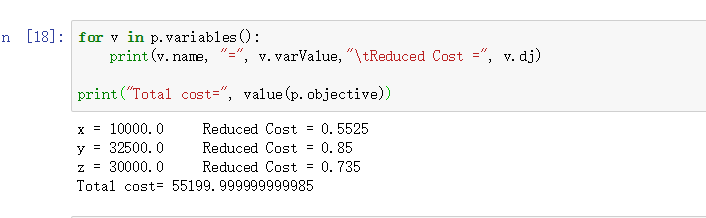 n [18]: for v in p.variables():
print(v.name, "=", v.varValue,"\tReduced Cost =", v.dj)
print("Total cost=", value(p.objective))
x = 10000.0 Reduced Cost = 0.5525
y = 32500.0 Reduced Cost = 0.85
z = 30000.0 Reduced Cost = 0.735
Total cost= 55199.999999999985